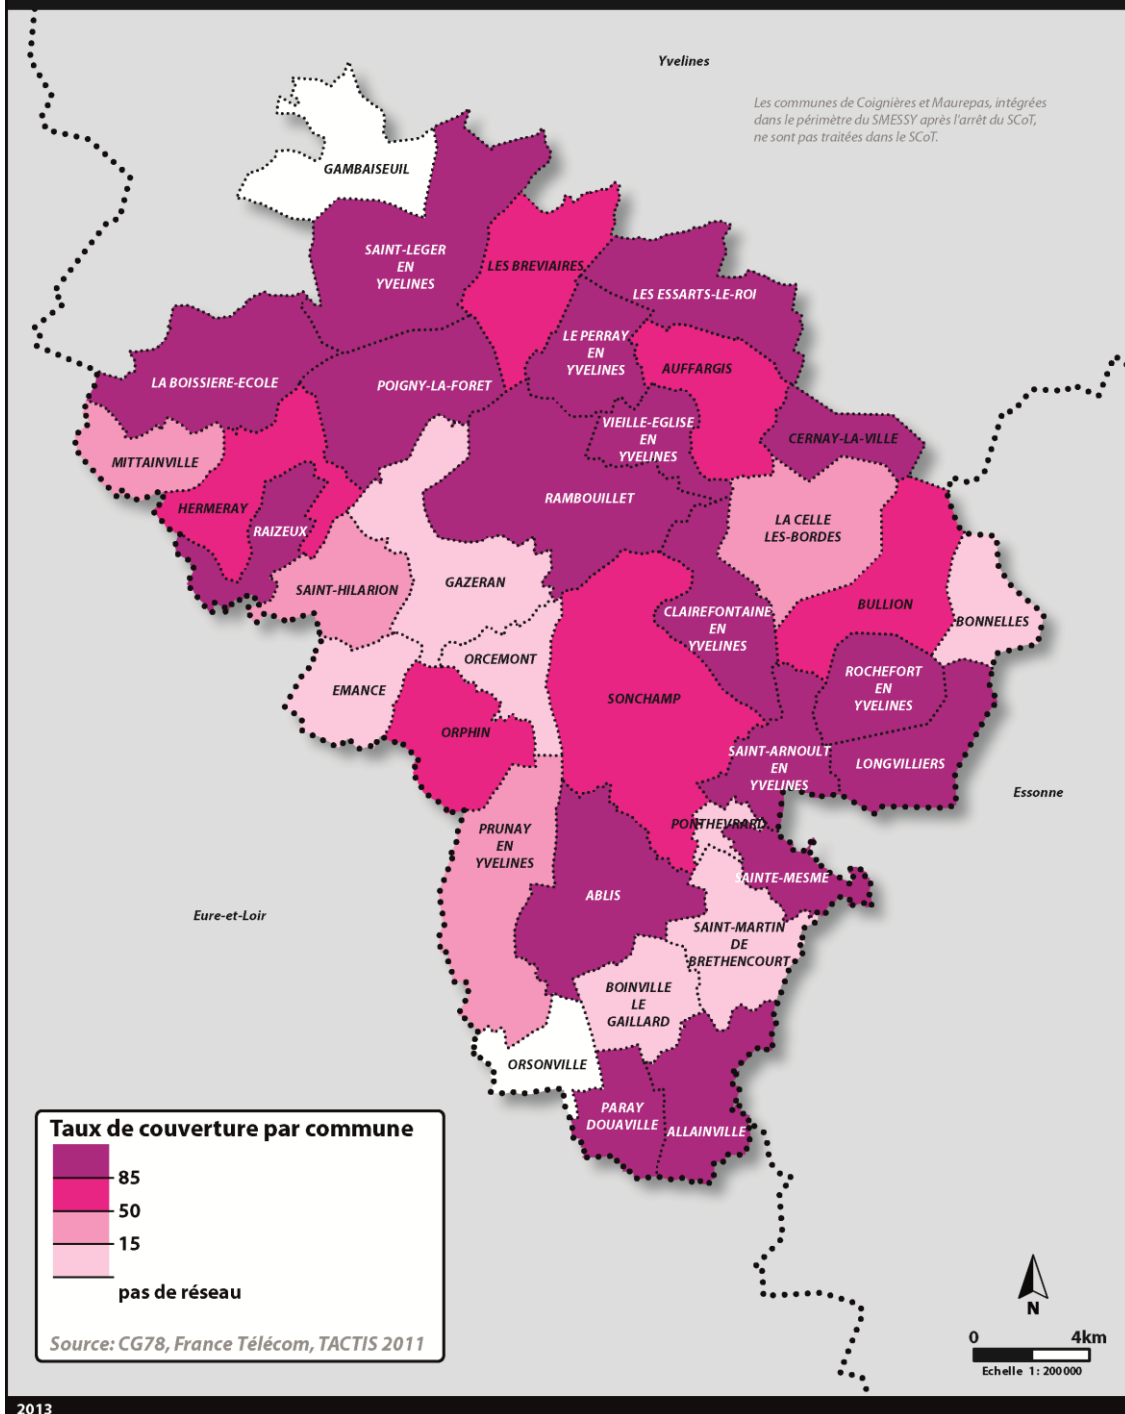 Yvelines
Les communes de Coignières et Maurepas, intégrées
dans le périmètre du SMESSY après l'arrêt du SCoT,
ne sont pas traitées dans le SCoT.
GAMBAISEUIL
SAINT-LEGER
EN
YVELINES
LES BREVIAIRES
LES ESSARTS-LE-ROI
LE PERRAY
EN
YVELINES
AUFFARGIS
LA BOISSIERE-ECOLE
POIGNY-LA-FORET
VIEILLE-EGLISE
EN
YVELINES
CERNAY-LA-VILLE
MITTAINVILLE
HERMERAY
RAIZEUX
RAMBOUILLET
LA CELLE
LES-BORDES
SAINT-HILARION
GAZERAN
CLAIREFONTAINE
EN
YVELINES
BULLION
BONNELLES
ORCEMONT
EMANCE
SONCHAMP
ROCHEFORT
EN
YVELINES
ORPHIN
SAINT-ARNOULT
EN
YVELINES
LONGVILLIERS
Essonne
PRUNAY
EN
YVELINES
PONTHEVRARD
ABLIS
SAINTE-MESME
Eure-et-Loir
SAINT-MARTIN
DE
BRETHENCOURT
BOINVILLE
LE
GAILLARD
ORSONVILLE
PARAY
DOUAVILLE
ALLAINVILLE
Taux de couverture par commune
85
50
15
pas de réseau
Source: CG78, France Télécom, TACTIS 2011
N
0 4km
Echelle 1 : 200 000
2013